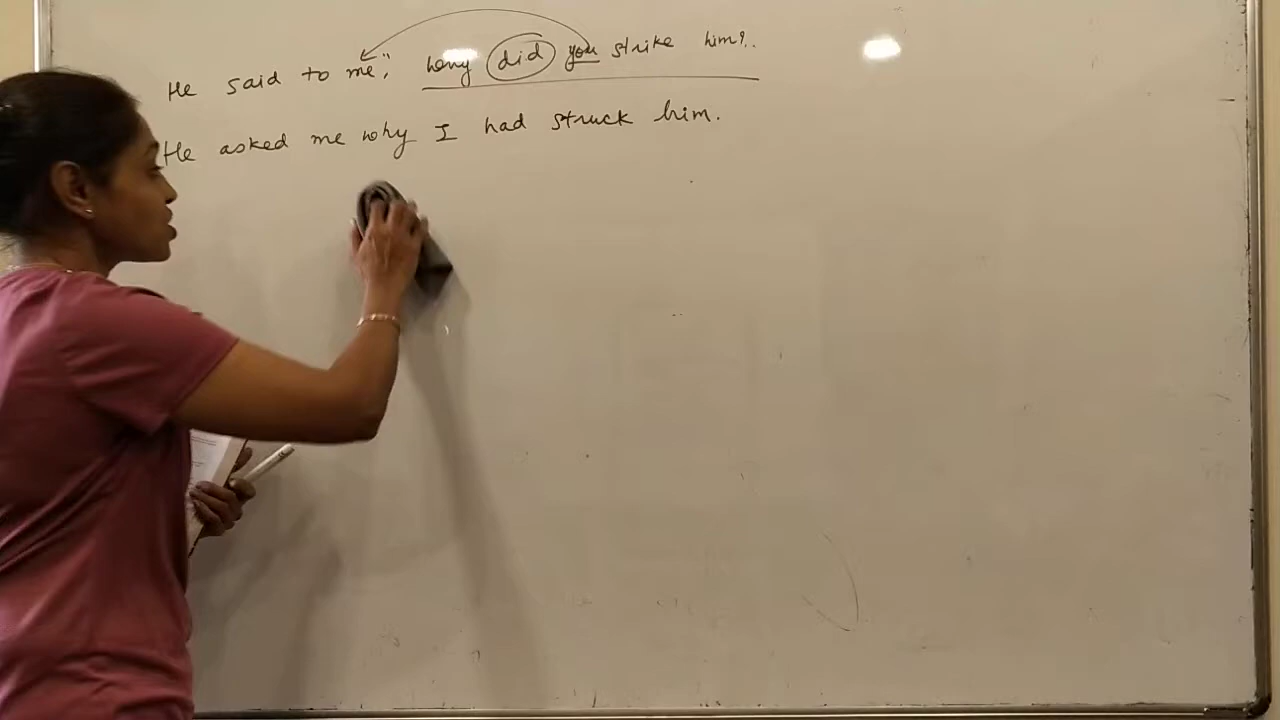 He said to me," why did you strike him?"
He asked me why I had struck him.